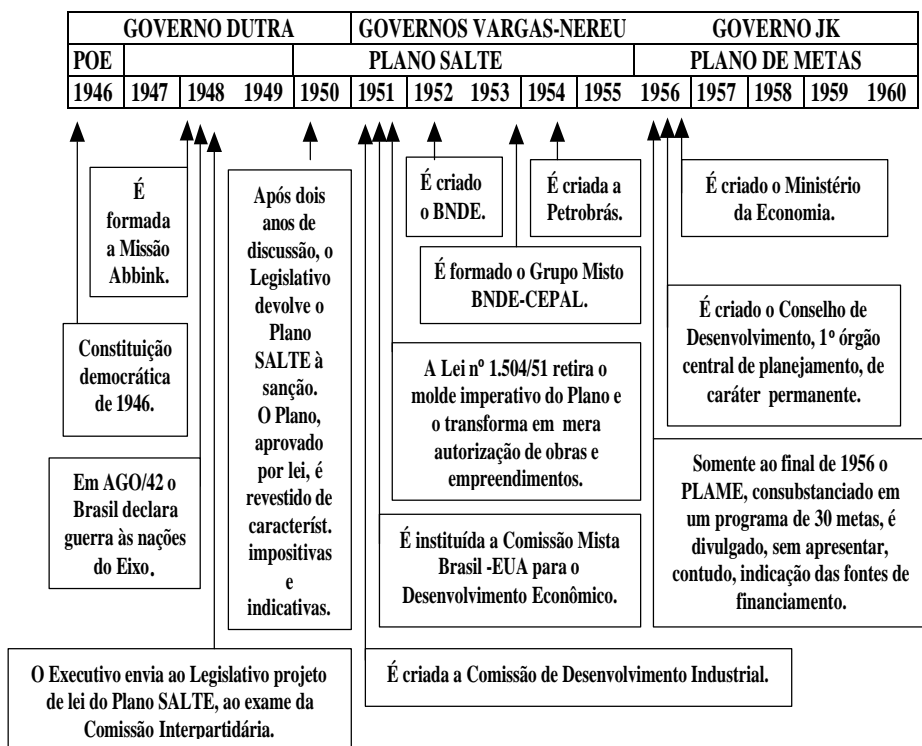 GOVERNO DUTRA GOVERNOS VARGAS-NEREU GOVERNO JK
POE PLANO SALTE PLANO DE METAS
1946 1947 1948 1949 1950 1951 1952 1953 1954 1955 1956 1957 1958 1959 1960
É
formada
a Missão
Abbink.
Constituição
democrática
de 1946.
Em AGO/42 o
Brasil declara
guerra às nações
do Eixo.
Após dois
anos de
discussão, o
Legislativo
devolve o
Plano
SALTE à
sanção.
O Plano,
aprovado
por lei, é
revestido de
característ.
impositivas
e
indicativas.
O Executivo envia ao Legislativo projeto
de lei do Plano SALTE, ao exame da
Comissão Interpartidária.
É criado
o BNDE.
É criada a
Petrobrás.
É formado o Grupo Misto
BNDE-CEPAL.
A Lei nº 1.504/51 retira o
molde imperativo do Plano e
o transforma em mera
autorização de obras e
empreendimentos.
É instituída a Comissão Mista
Brasil -EUA para o
Desenvolvimento Econômico.
É criada a Comissão de Desenvolvimento Industrial.
É criado o Ministério
da Economia.
É criado o Conselho de
Desenvolvimento, 1º órgão
central de planejamento, de
caráter permanente.
Somente ao final de 1956 o
PLAME, consubstanciado em
um programa de 30 metas, é
divulgado, sem apresentar,
contudo, indicação das fontes de
financiamento.